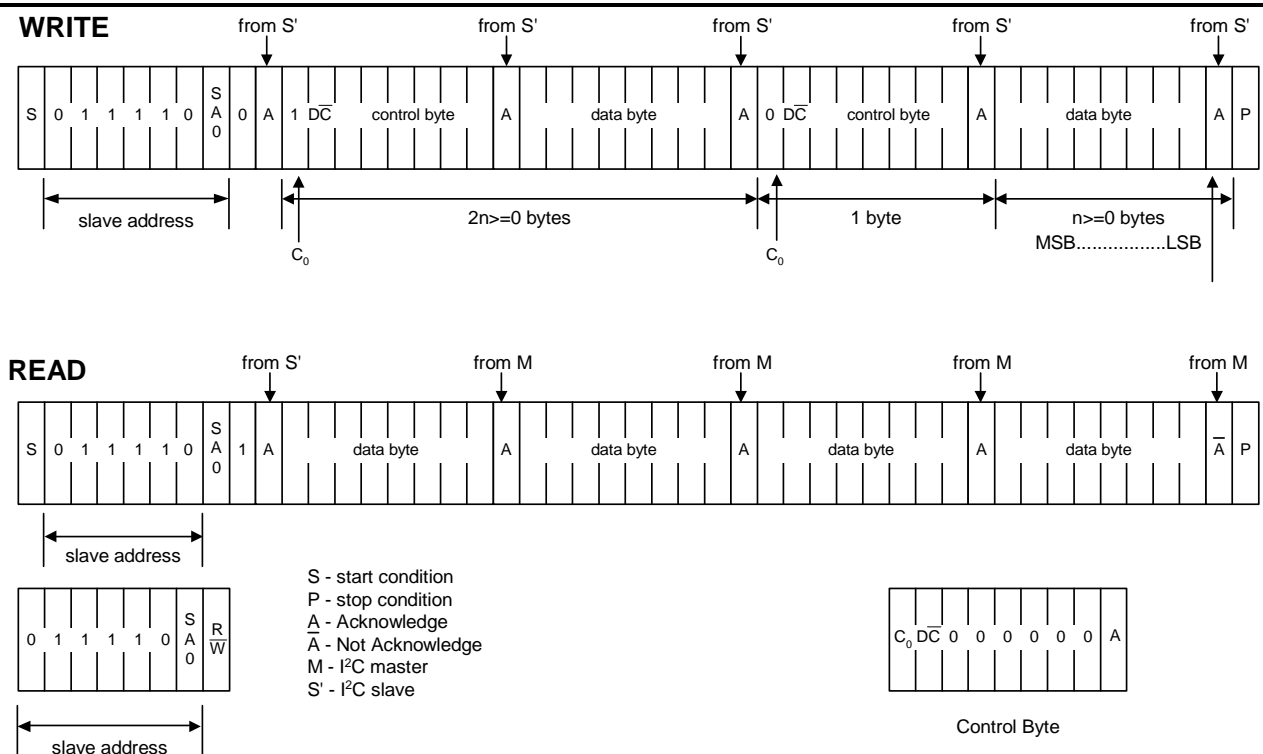 WRITE
from S' from S' from S' from S' from S'
S 0 1 1 1 1 0 SA0 0 A 1 DC̅ control byte A data byte A 0 DC̅ control byte A data byte A P
slave address 2n>=0 bytes 1 byte n>=0 bytes
MSB.................LSB
C₀ C₀
READ
from S' from M from M from M from M
S 0 1 1 1 1 0 SA0 1 A data byte A data byte A data byte A data byte A̅ P
slave address
0 1 1 1 1 0 SA0 R/W̅
slave address
S - start condition
P - stop condition
A - Acknowledge
A̅ - Not Acknowledge
M - I²C master
S' - I²C slave
C₀ DC̅ 0 0 0 0 0 0 A
Control Byte